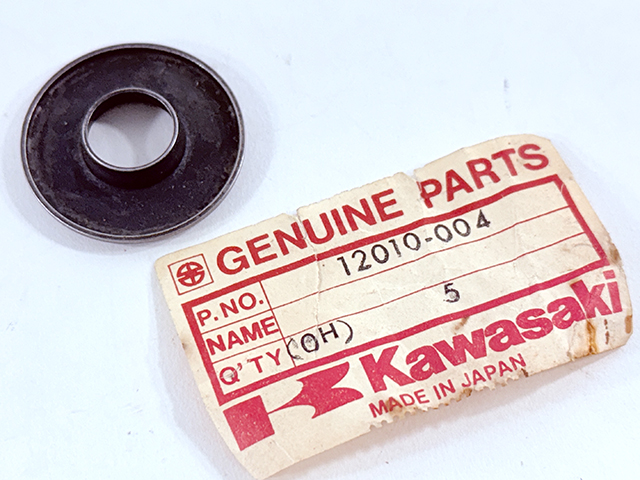 GENUINE PARTS
P.NO. 12010-004
NAME 5
Q'TY (OH)
Kawasaki
MADE IN JAPAN